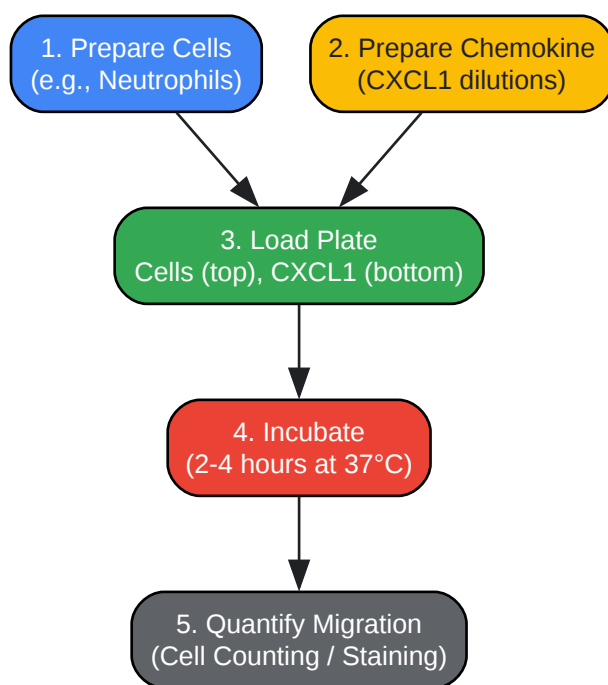 1. Prepare Cells
(e.g., Neutrophils)
2. Prepare Chemokine
(CXCL1 dilutions)
3. Load Plate
Cells (top), CXCL1 (bottom)
4. Incubate
(2-4 hours at 37°C)
5. Quantify Migration
(Cell Counting / Staining)